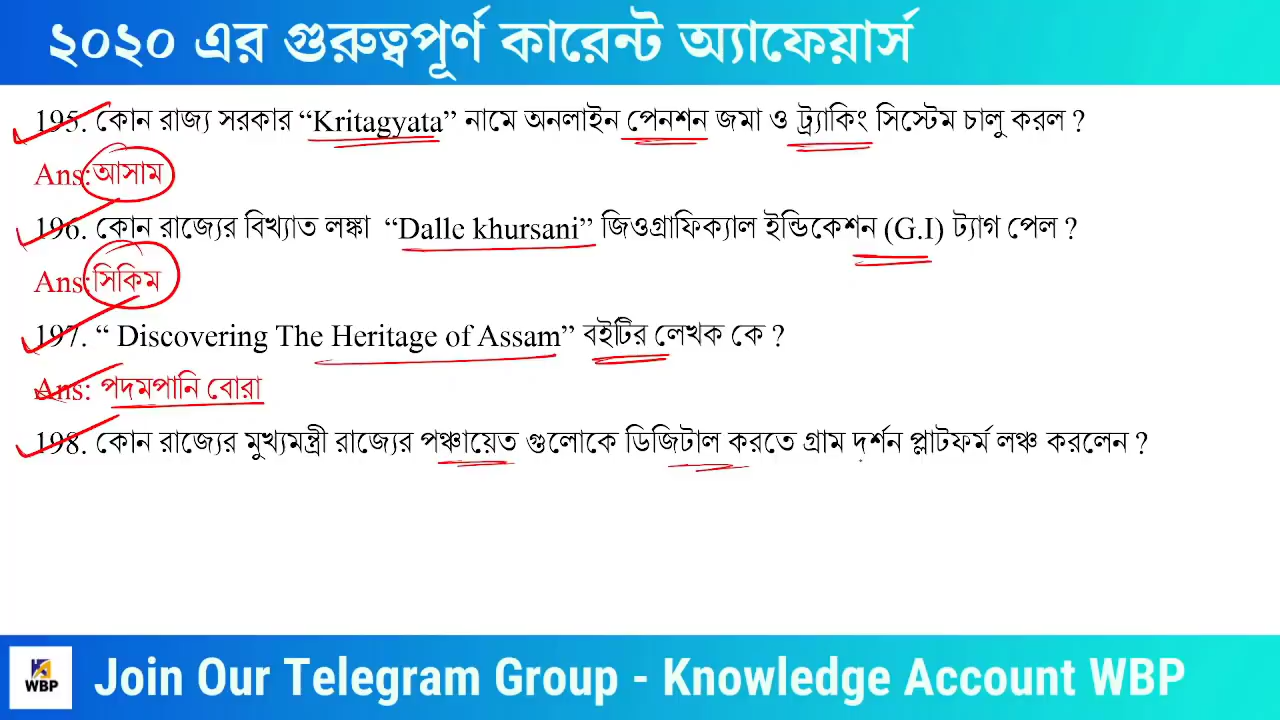 ২০২০ এর গুরুত্বপূর্ণ কারেন্ট অ্যাফেয়ার্স
195. কোন রাজ্য সরকার “Kritagyata” নামে অনলাইন পেনশন জমা ও ট্র্যাকিং সিস্টেম চালু করল ?
Ans: আসাম
196. কোন রাজ্যের বিখ্যাত লঙ্কা “Dalle khursani” জিওগ্রাফিক্যাল ইন্ডিকেশন (G.I) ট্যাগ পেল ?
Ans: সিকিম
197. “ Discovering The Heritage of Assam” বইটির লেখক কে ?
Ans: পদমপানি বোরা
198. কোন রাজ্যের মুখ্যমন্ত্রী রাজ্যের পঞ্চায়েত গুলোকে ডিজিটাল করতে গ্রাম দর্শন প্লাটফর্ম লঞ্চ করলেন ?
WBP
Join Our Telegram Group - Knowledge Account WBP